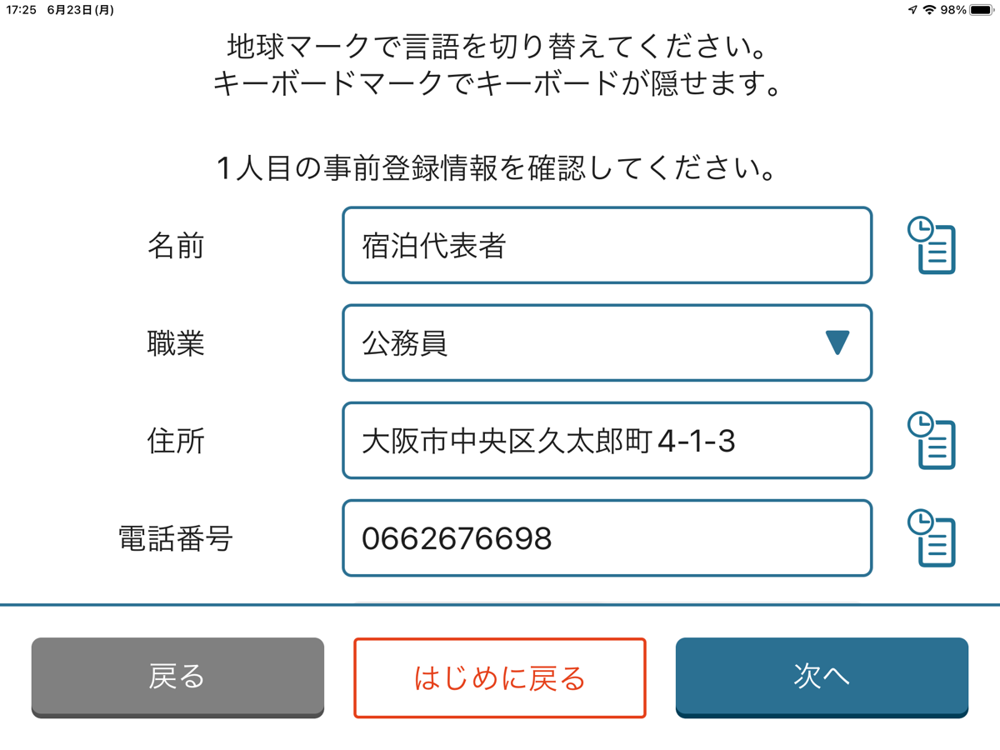 17:25 6月23日(月) 98%
地球マークで言語を切り替えてください。
キーボードマークでキーボードが隠せます。
1人目の事前登録情報を確認してください。
名前 宿泊代表者
職業 公務員 ▼
住所 大阪市中央区久太郎町4-1-3
電話番号 0662676698
戻る はじめに戻る 次へ